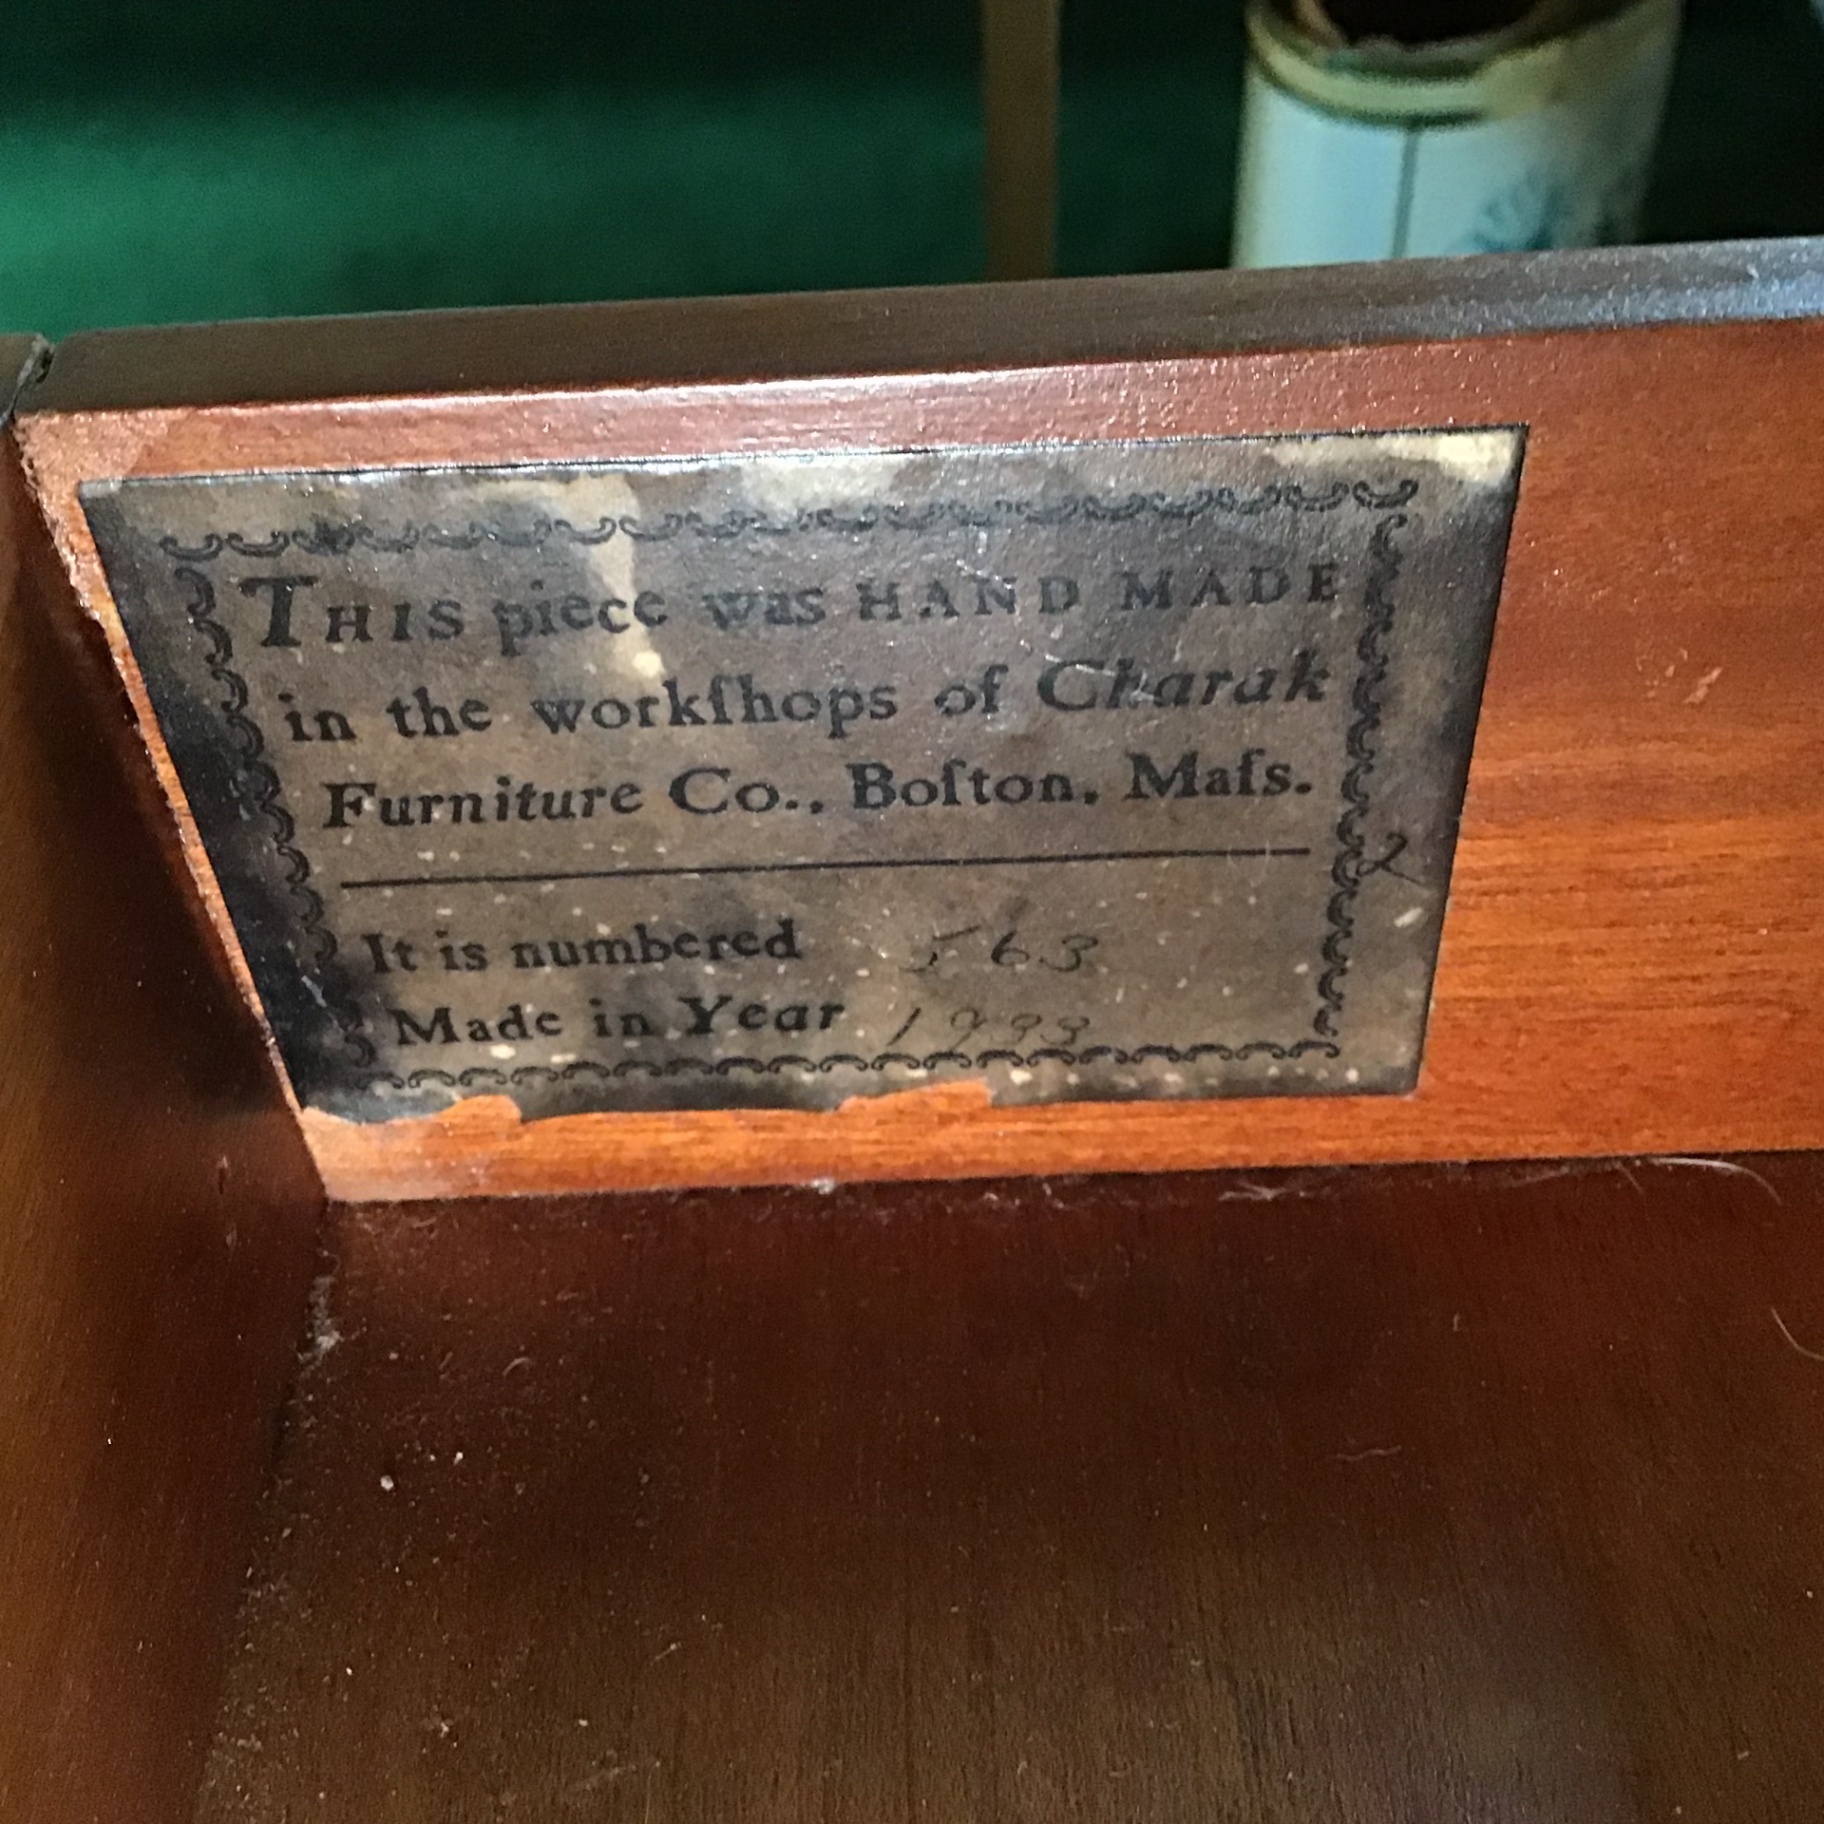 THIS piece was HAND MADE
in the workſhops of Charak
Furniture Co., Boſton, Maſs.
It is numbered 563
Made in Year 1933